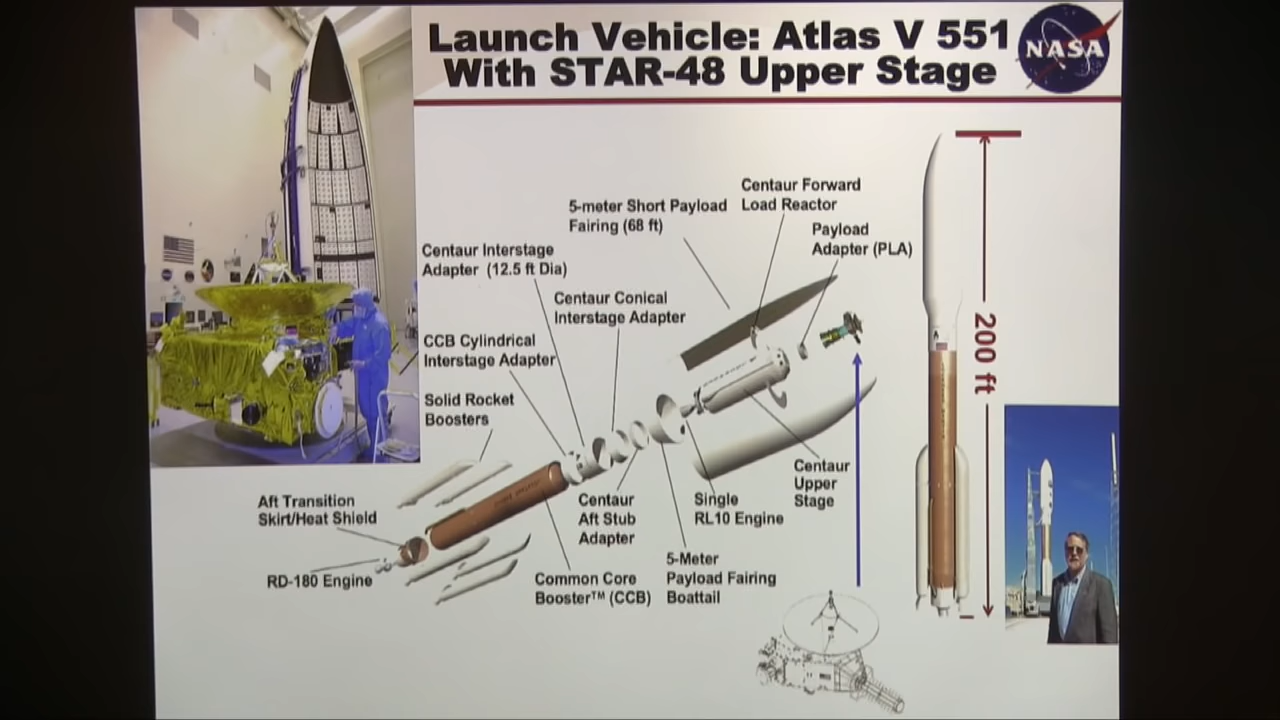 Launch Vehicle: Atlas V 551
With STAR-48 Upper Stage
NASA
Centaur Forward
Load Reactor
5-meter Short Payload
Fairing (68 ft)
Payload
Adapter (PLA)
Centaur Interstage
Adapter (12.5 ft Dia)
Centaur Conical
Interstage Adapter
CCB Cylindrical
Interstage Adapter
Solid Rocket
Boosters
200 ft
Aft Transition
Skirt/Heat Shield
Centaur
Aft Stub
Adapter
Single
RL10 Engine
Centaur
Upper
Stage
RD-180 Engine
Common Core
Booster™ (CCB)
5-Meter
Payload Fairing
Boattail